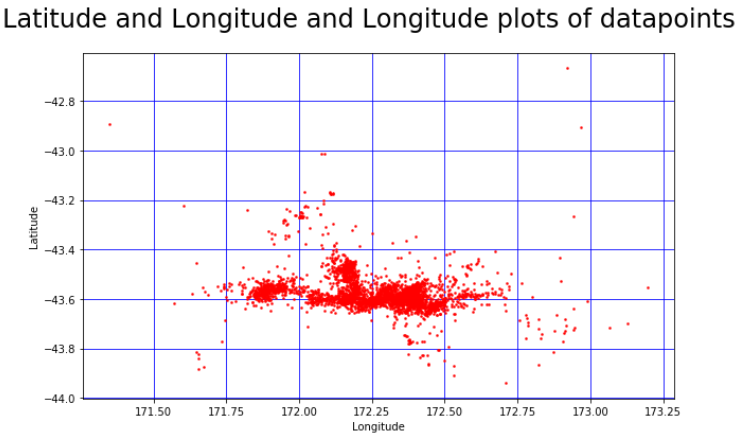 Latitude and Longitude and Longitude plots of datapoints
−42.8
−43.0
−43.2
−43.4
−43.6
−43.8
−44.0
Latitude
171.50 171.75 172.00 172.25 172.50 172.75 173.00 173.25
Longitude